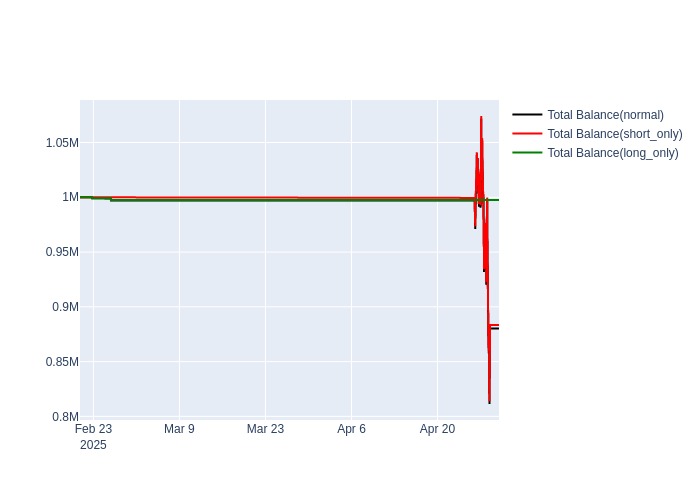 Total Balance(normal)
Total Balance(short_only)
Total Balance(long_only)
1.05M
1M
0.95M
0.9M
0.85M
0.8M
Feb 23
2025
Mar 9
Mar 23
Apr 6
Apr 20